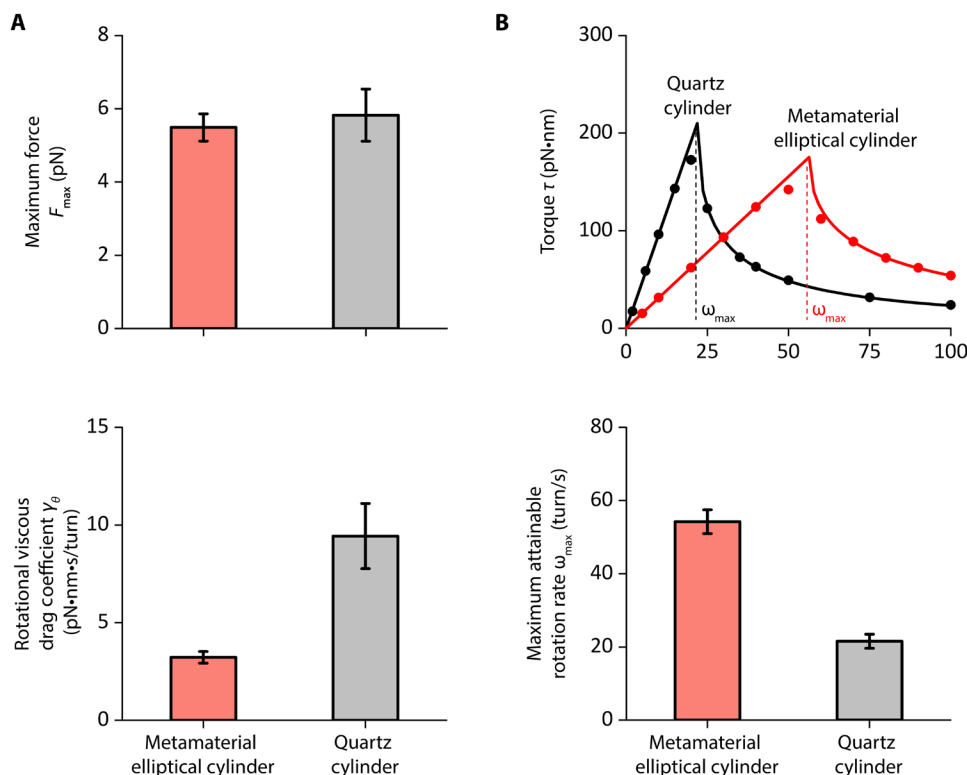 A
Maximum force
F_max (pN)
8
6
4
2
0
B
Torque τ (pN•nm)
300
200
100
0
Quartz
cylinder
Metamaterial
elliptical cylinder
ω_max
ω_max
0
25
50
75
100
Rotational viscous
drag coefficient γ_θ
(pN•nm•s/turn)
15
10
5
0
Metamaterial
elliptical cylinder
Quartz
cylinder
Maximum attainable
rotation rate ω_max (turn/s)
80
60
40
20
0
Metamaterial
elliptical cylinder
Quartz
cylinder